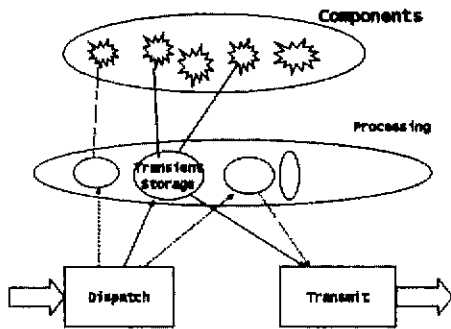 Components
Processing
Transient
Storage
Dispatch
Transmit